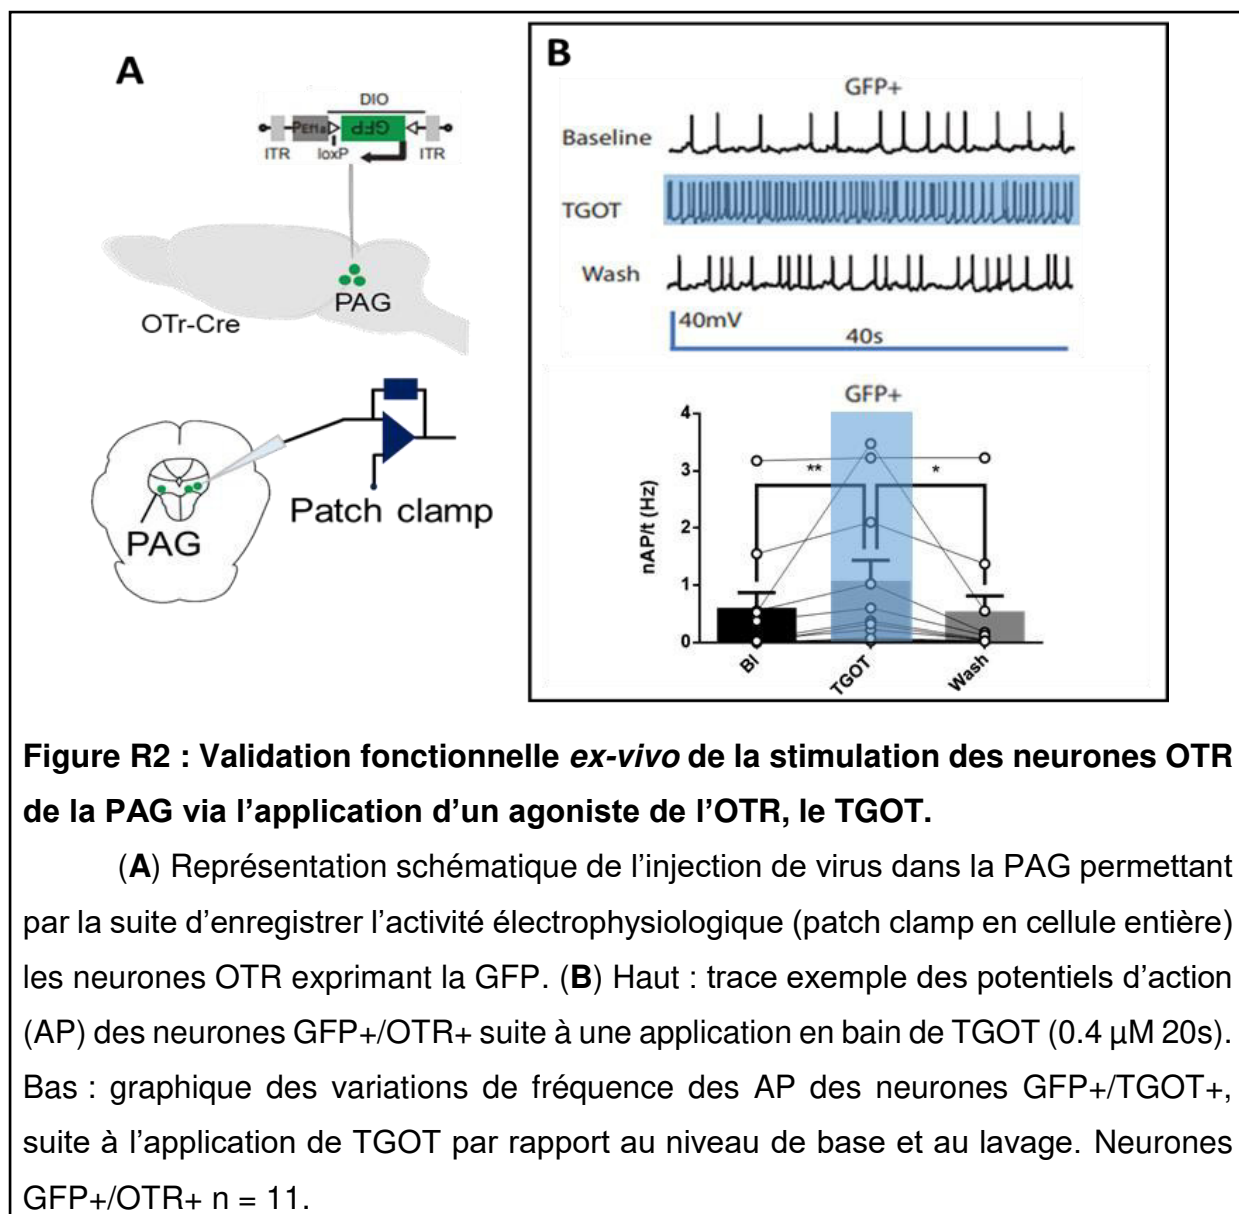 A
DIO
PEf1a
GFP
ITR
loxP
ITR
PAG
OTr-Cre
Patch clamp
PAG
B
GFP+
Baseline
TGOT
Wash
40mV
40s
GFP+
nAP/t (Hz)
4
3
2
1
0
**
*
Bl
TGOT
Wash
Figure R2 : Validation fonctionnelle ex-vivo de la stimulation des neurones OTR
de la PAG via l’application d’un agoniste de l’OTR, le TGOT.
(A) Représentation schématique de l’injection de virus dans la PAG permettant
par la suite d’enregistrer l’activité électrophysiologique (patch clamp en cellule entière)
les neurones OTR exprimant la GFP. (B) Haut : trace exemple des potentiels d’action
(AP) des neurones GFP+/OTR+ suite à une application en bain de TGOT (0.4 µM 20s).
Bas : graphique des variations de fréquence des AP des neurones GFP+/TGOT+,
suite à l’application de TGOT par rapport au niveau de base et au lavage. Neurones
GFP+/OTR+ n = 11.